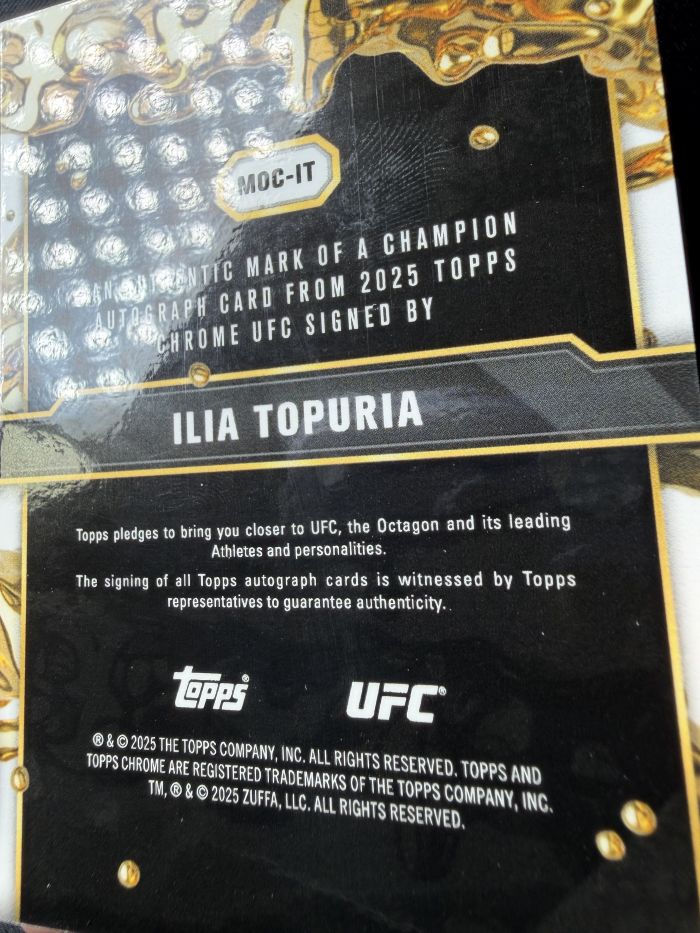 MOC-IT
AN AUTHENTIC MARK OF A CHAMPION
AUTOGRAPH CARD FROM 2025 TOPPS
CHROME UFC SIGNED BY
ILIA TOPURIA
Topps pledges to bring you closer to UFC, the Octagon and its leading
Athletes and personalities.
The signing of all Topps autograph cards is witnessed by Topps
representatives to guarantee authenticity.
Topps® UFC®
® & © 2025 THE TOPPS COMPANY, INC. ALL RIGHTS RESERVED. TOPPS AND
TOPPS CHROME ARE REGISTERED TRADEMARKS OF THE TOPPS COMPANY, INC.
TM, ® & © 2025 ZUFFA, LLC. ALL RIGHTS RESERVED.